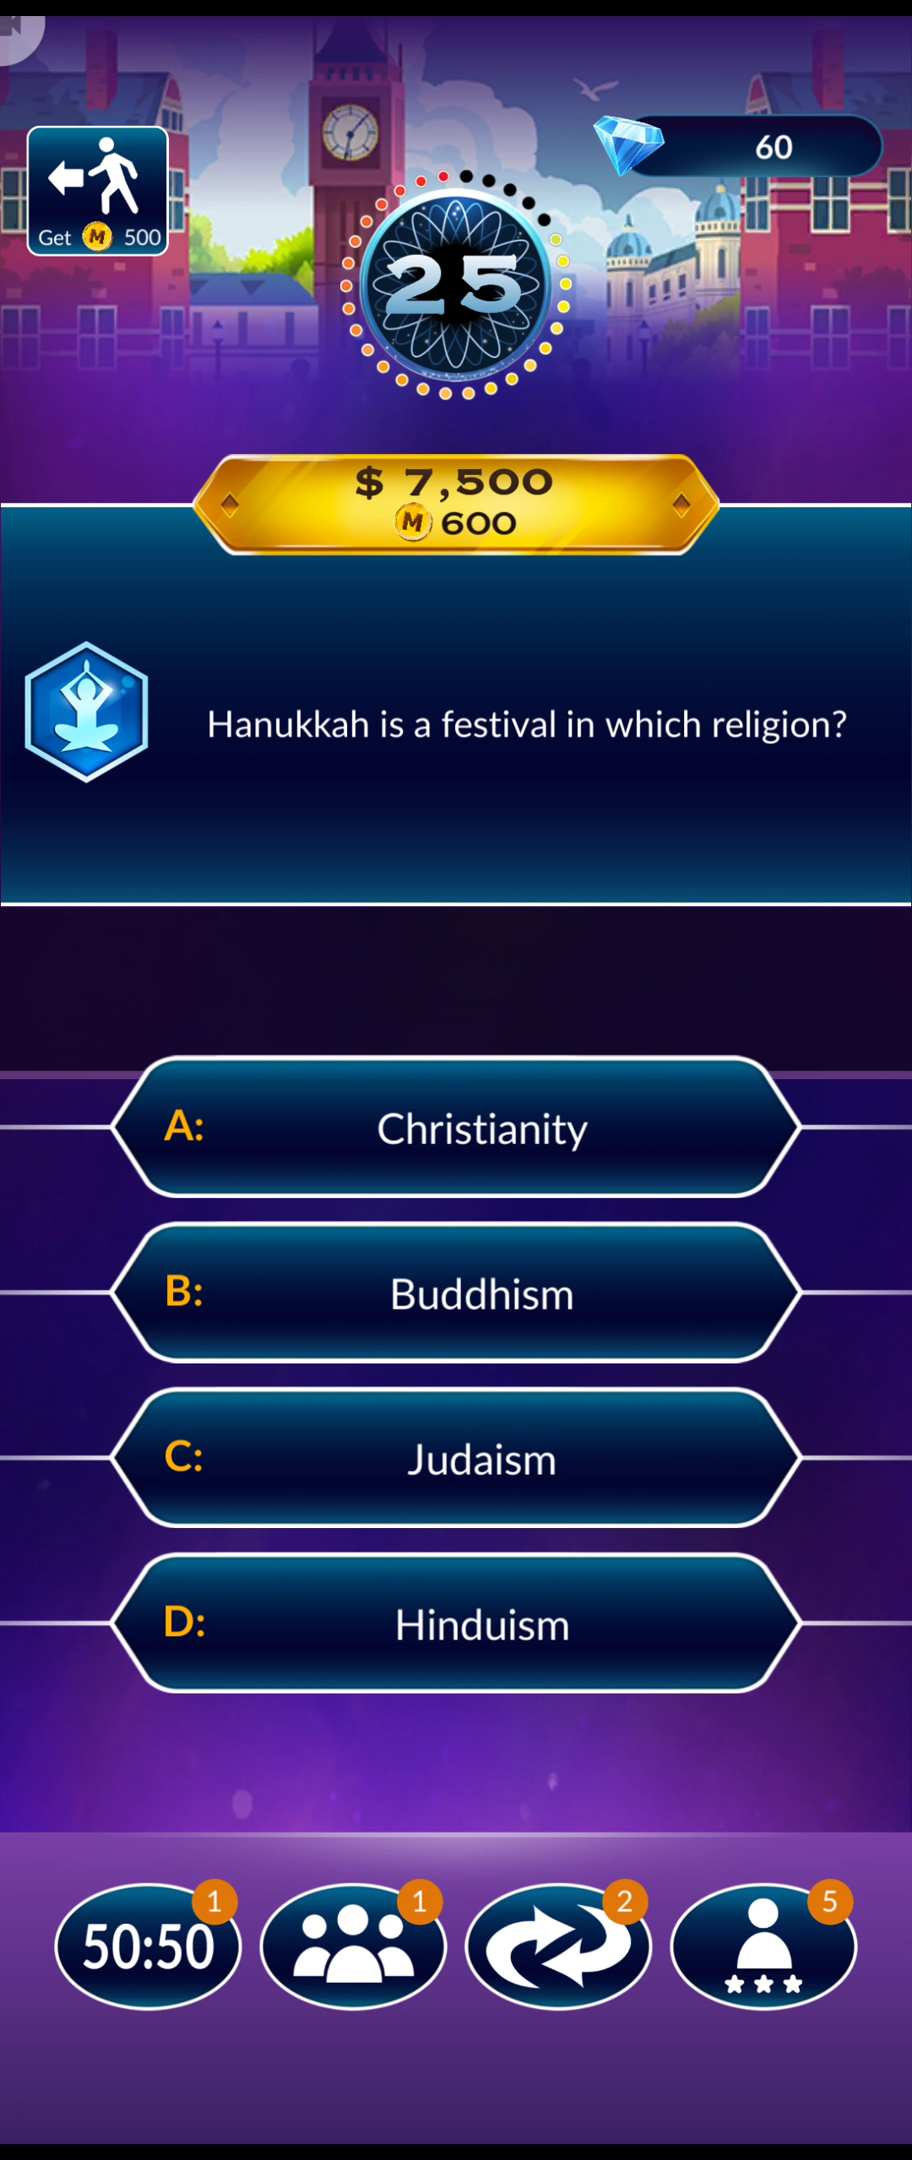 60
Get M 500
25
$ 7,500
M 600
Hanukkah is a festival in which religion?
A: Christianity
B: Buddhism
C: Judaism
D: Hinduism
1 1 2 5
50:50